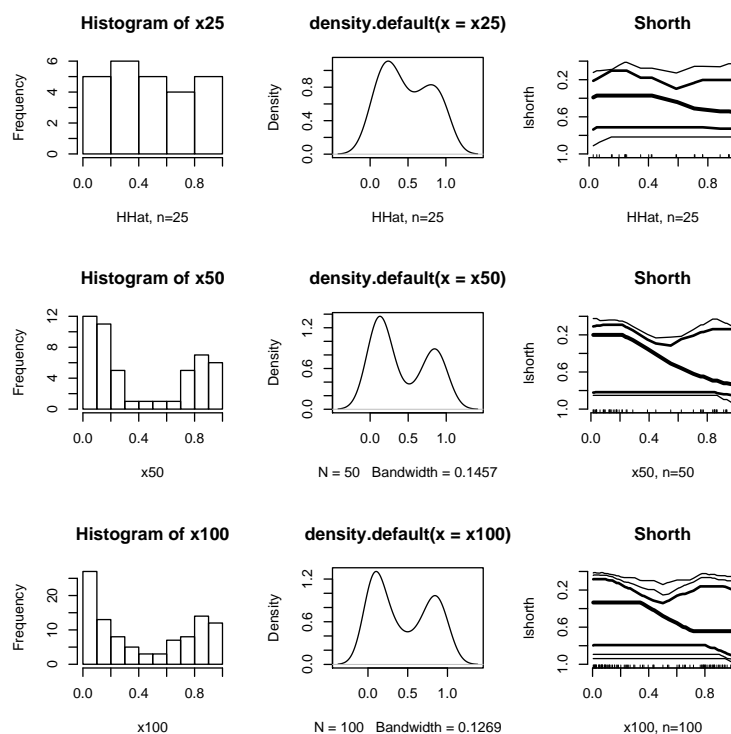 Histogram of x25
Frequency
0 2 4 6
0.0 0.4 0.8
HHat, n=25
density.default(x = x25)
Density
0.0 0.4 0.8
0.0 0.5 1.0
HHat, n=25
Shorth
lshorth
1.0 0.6 0.2
0.0 0.2 0.4 0.6 0.8
HHat, n=25
Histogram of x50
Frequency
0 4 8 12
0.0 0.4 0.8
x50
density.default(x = x50)
Density
0.0 0.6 1.2
0.0 0.5 1.0
N = 50 Bandwidth = 0.1457
Shorth
lshorth
1.0 0.6 0.2
0.0 0.2 0.4 0.6 0.8
x50, n=50
Histogram of x100
Frequency
0 10 20
0.0 0.4 0.8
x100
density.default(x = x100)
Density
0.0 0.6 1.2
0.0 0.5 1.0
N = 100 Bandwidth = 0.1269
Shorth
lshorth
1.0 0.6 0.2
0.0 0.2 0.4 0.6 0.8
x100, n=100